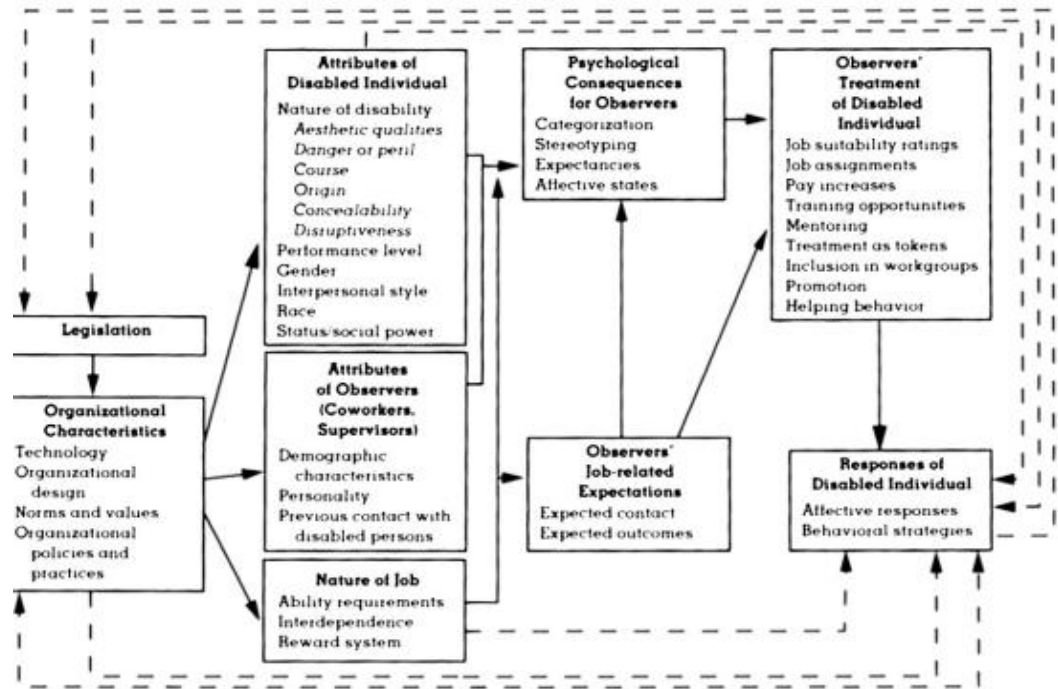 Attributes of
Disabled Individual
Nature of disability
Aesthetic qualities
Danger or peril
Course
Origin
Concealability
Disruptiveness
Performance level
Gender
Interpersonal style
Race
Status/social power
Psychological
Consequences
for Observers
Categorization
Stereotyping
Expectancies
Affective states
Observers'
Treatment
of Disabled
Individual
Job suitability ratings
Job assignments
Pay increases
Training opportunities
Mentoring
Treatment as tokens
Inclusion in workgroups
Promotion
Helping behavior
Legislation
Organizational
Characteristics
Technology
Organizational
design
Norms and values
Organizational
policies and
practices
Attributes
of Observers
(Coworkers,
Supervisors)
Demographic
characteristics
Personality
Previous contact with
disabled persons
Observers'
Job-related
Expectations
Expected contact
Expected outcomes
Responses of
Disabled Individual
Affective responses
Behavioral strategies
Nature of Job
Ability requirements
Interdependence
Reward system